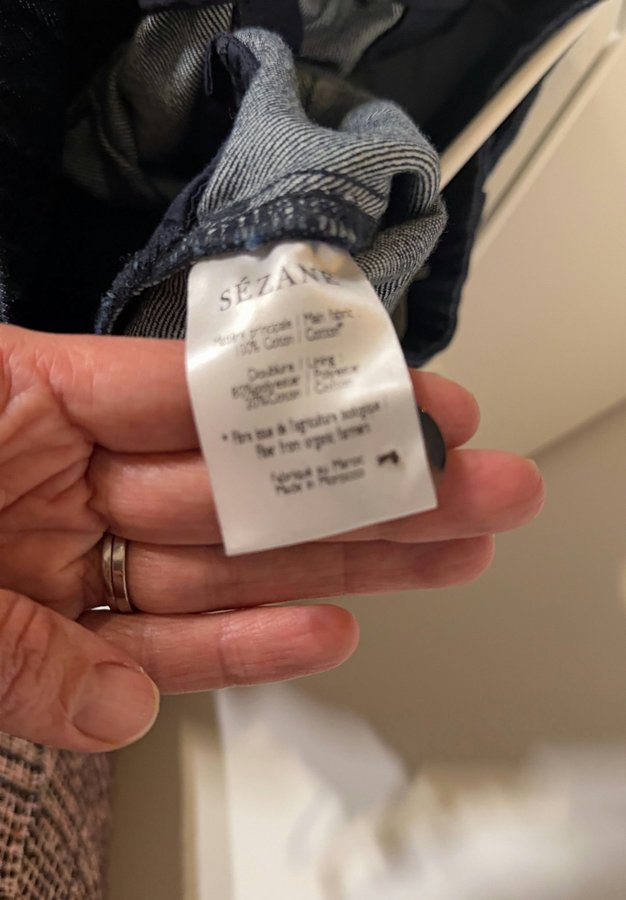 SÉZANE
Matière principale / Main fabric
100% Coton / Cotton*
Doublure / Lining
80%polyester / Polyester
20%Coton / Cotton
* Fibre issue de l'agriculture biologique /
Fiber from organic farmers
Fabriqué au Maroc
Made in Morocco